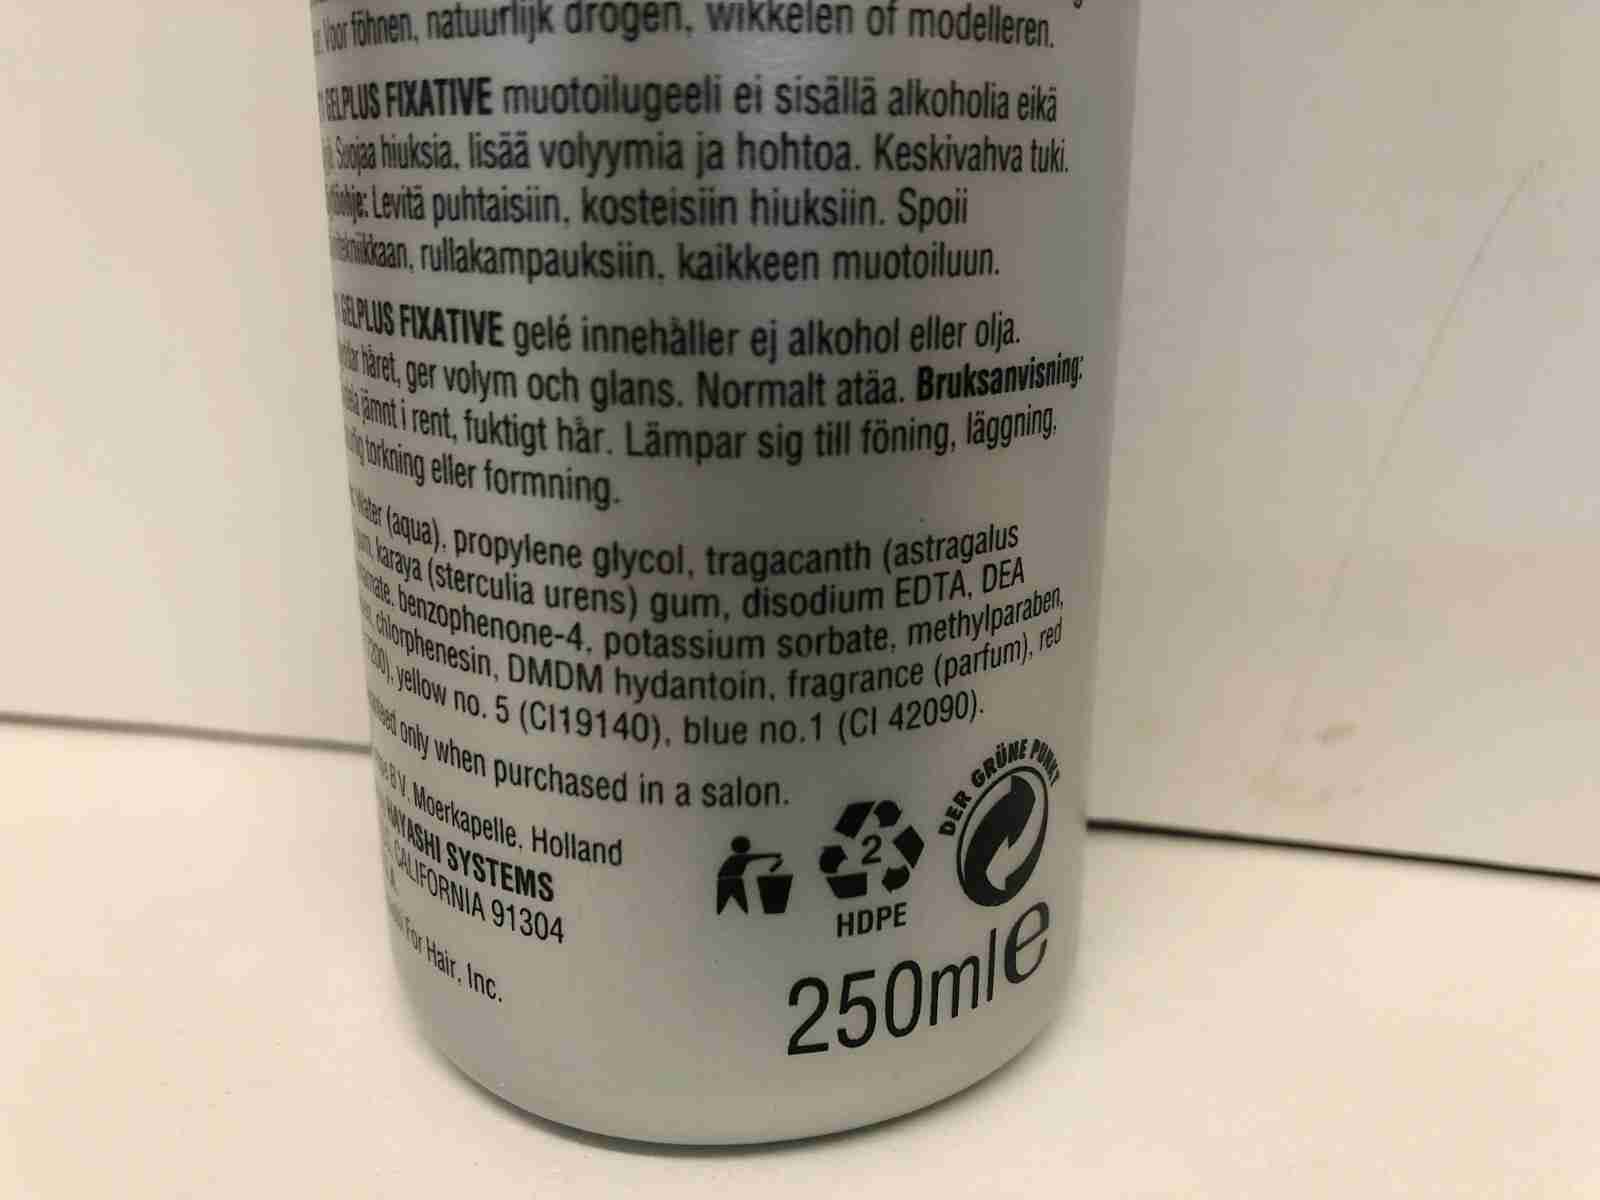 Voor föhnen, natuurlijk drogen, wikkelen of modelleren.
GELPLUS FIXATIVE muotoilugeeli ei sisällä alkoholia eikä
Suojaa hiuksia, lisää volyymia ja hohtoa. Keskivahva tuki.
Levitä puhtaisiin, kosteisiin hiuksiin. Spoii
rullakampauksiin, kaikkeen muotoiluun.
GELPLUS FIXATIVE gelé innehåller ej alkohol eller olja.
håret, ger volym och glans. Normalt atäa. Bruksanvisning:
jämnt i rent, fuktigt hår. Lämpar sig till föning, läggning,
torkning eller formning.
Water (aqua), propylene glycol, tragacanth (astragalus
karaya (sterculia urens) gum, disodium EDTA, DEA
benzophenone-4, potassium sorbate, methylparaben,
chlorphenesin, DMDM hydantoin, fragrance (parfum), red
yellow no. 5 (CI19140), blue no.1 (CI 42090).
only when purchased in a salon.
B.V. Moerkapelle, Holland
HAYASHI SYSTEMS
CALIFORNIA 91304
For Hair, Inc.
DER GRÜNE PUNKT
2
HDPE
250ml℮